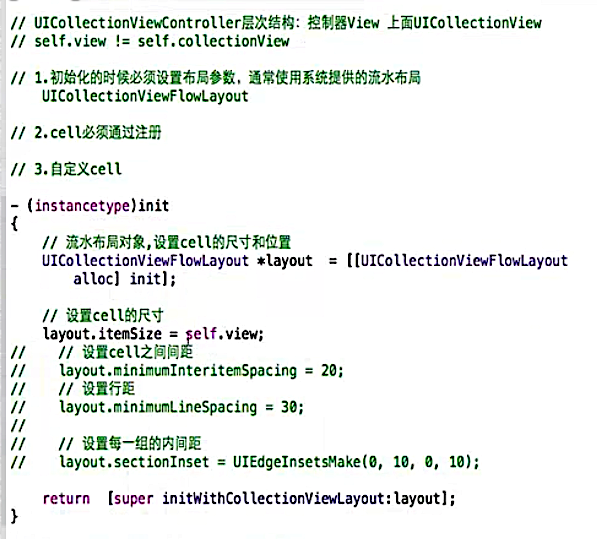 // UICollectionViewController层次结构：控制器View 上面UICollectionView
// self.view != self.collectionView
// 1.初始化的时候必须设置布局参数，通常使用系统提供的流水布局
UICollectionViewFlowLayout
// 2.cell必须通过注册
// 3.自定义cell
- (instancetype)init
{
// 流水布局对象,设置cell的尺寸和位置
UICollectionViewFlowLayout *layout = [[UICollectionViewFlowLayout
alloc] init];
// 设置cell的尺寸
layout.itemSize = self.view;
// // 设置cell之间间距
// layout.minimumInteritemSpacing = 20;
// // 设置行距
// layout.minimumLineSpacing = 30;
//
// // 设置每一组的内间距
// layout.sectionInset = UIEdgeInsetsMake(0, 10, 0, 10);
return [super initWithCollectionViewLayout:layout];
}